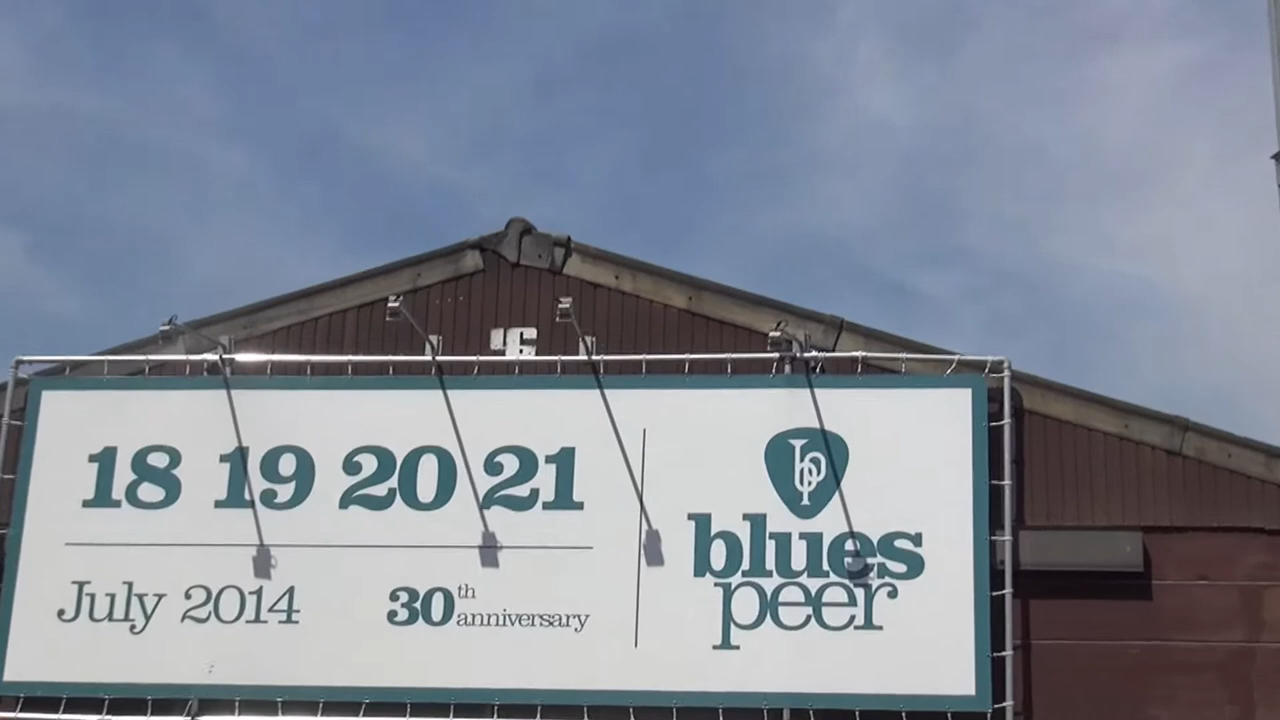 18 19 20 21
July 2014
30th anniversary
bp
blues
peer